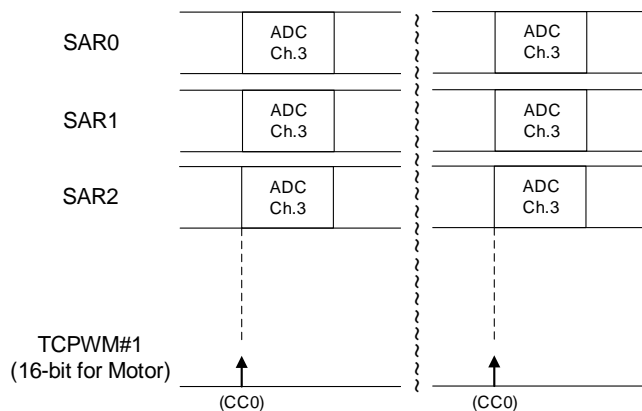 SAR0
ADC
Ch.3
ADC
Ch.3
SAR1
ADC
Ch.3
ADC
Ch.3
SAR2
ADC
Ch.3
ADC
Ch.3
TCPWM#1
(16-bit for Motor)
(CC0)
(CC0)